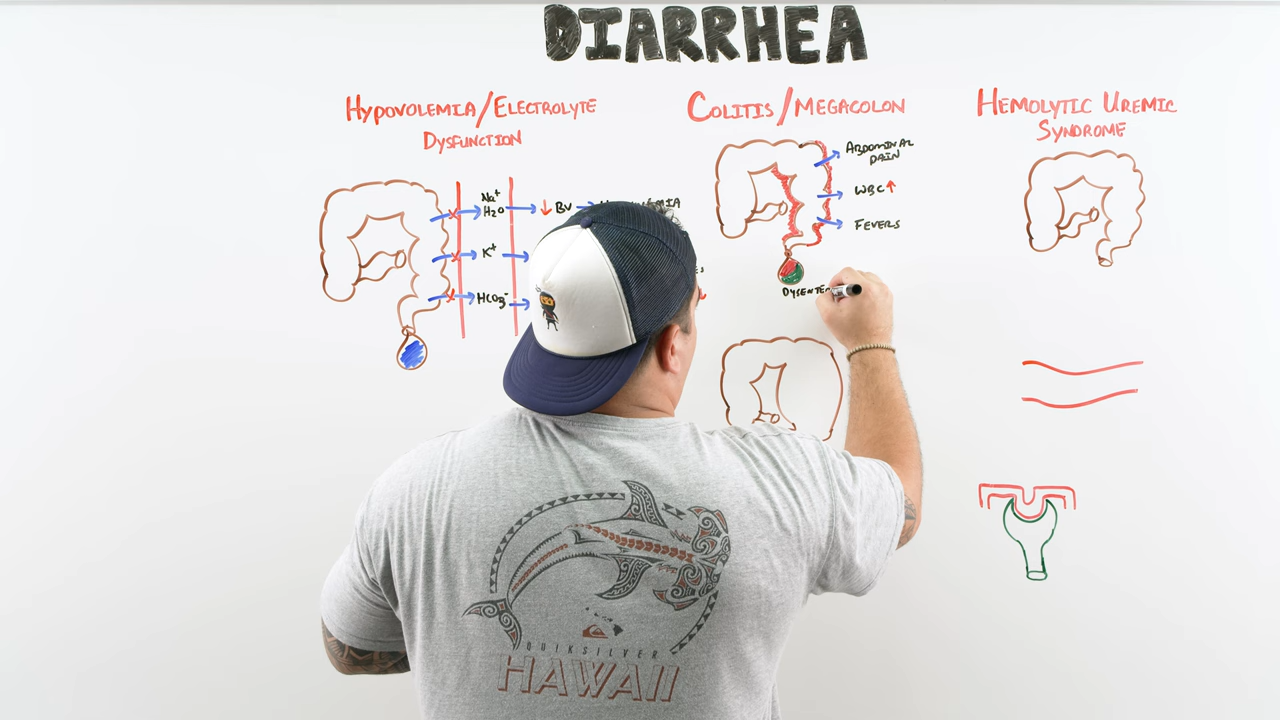 DIARRHEA
HYPOVOLEMIA/ELECTROLYTE
DYSFUNCTION
Na⁺
H₂O
↓ BV
K⁺
HCO₃⁻
COLITIS/MEGACOLON
ABDOMINAL
PAIN
WBC↑
FEVERS
HEMOLYTIC UREMIC
SYNDROME
QUIKSILVER
HAWAII